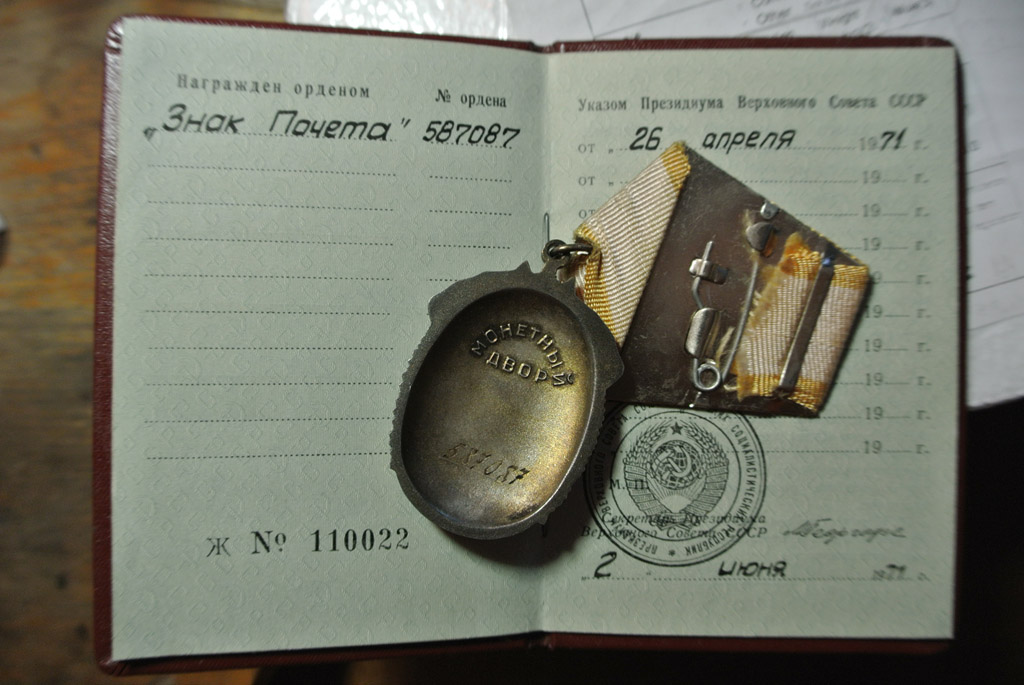 Награжден орденом
№ ордена
„Знак Почета" 587087
Ж № 110022
МОНЕТНЫЙ
ДВОР
587087
Указом Президиума Верховного Совета СССР
от „ 26 апреля 1971 г.
от „ 19 г.
от 19 г.
19 г.
19 г.
19 г.
19 г.
19 г.
19 г.
19 г.
М. П.
Секретарь Президиума
Верховного Совета СССР
„ 2 июня 1971 г.